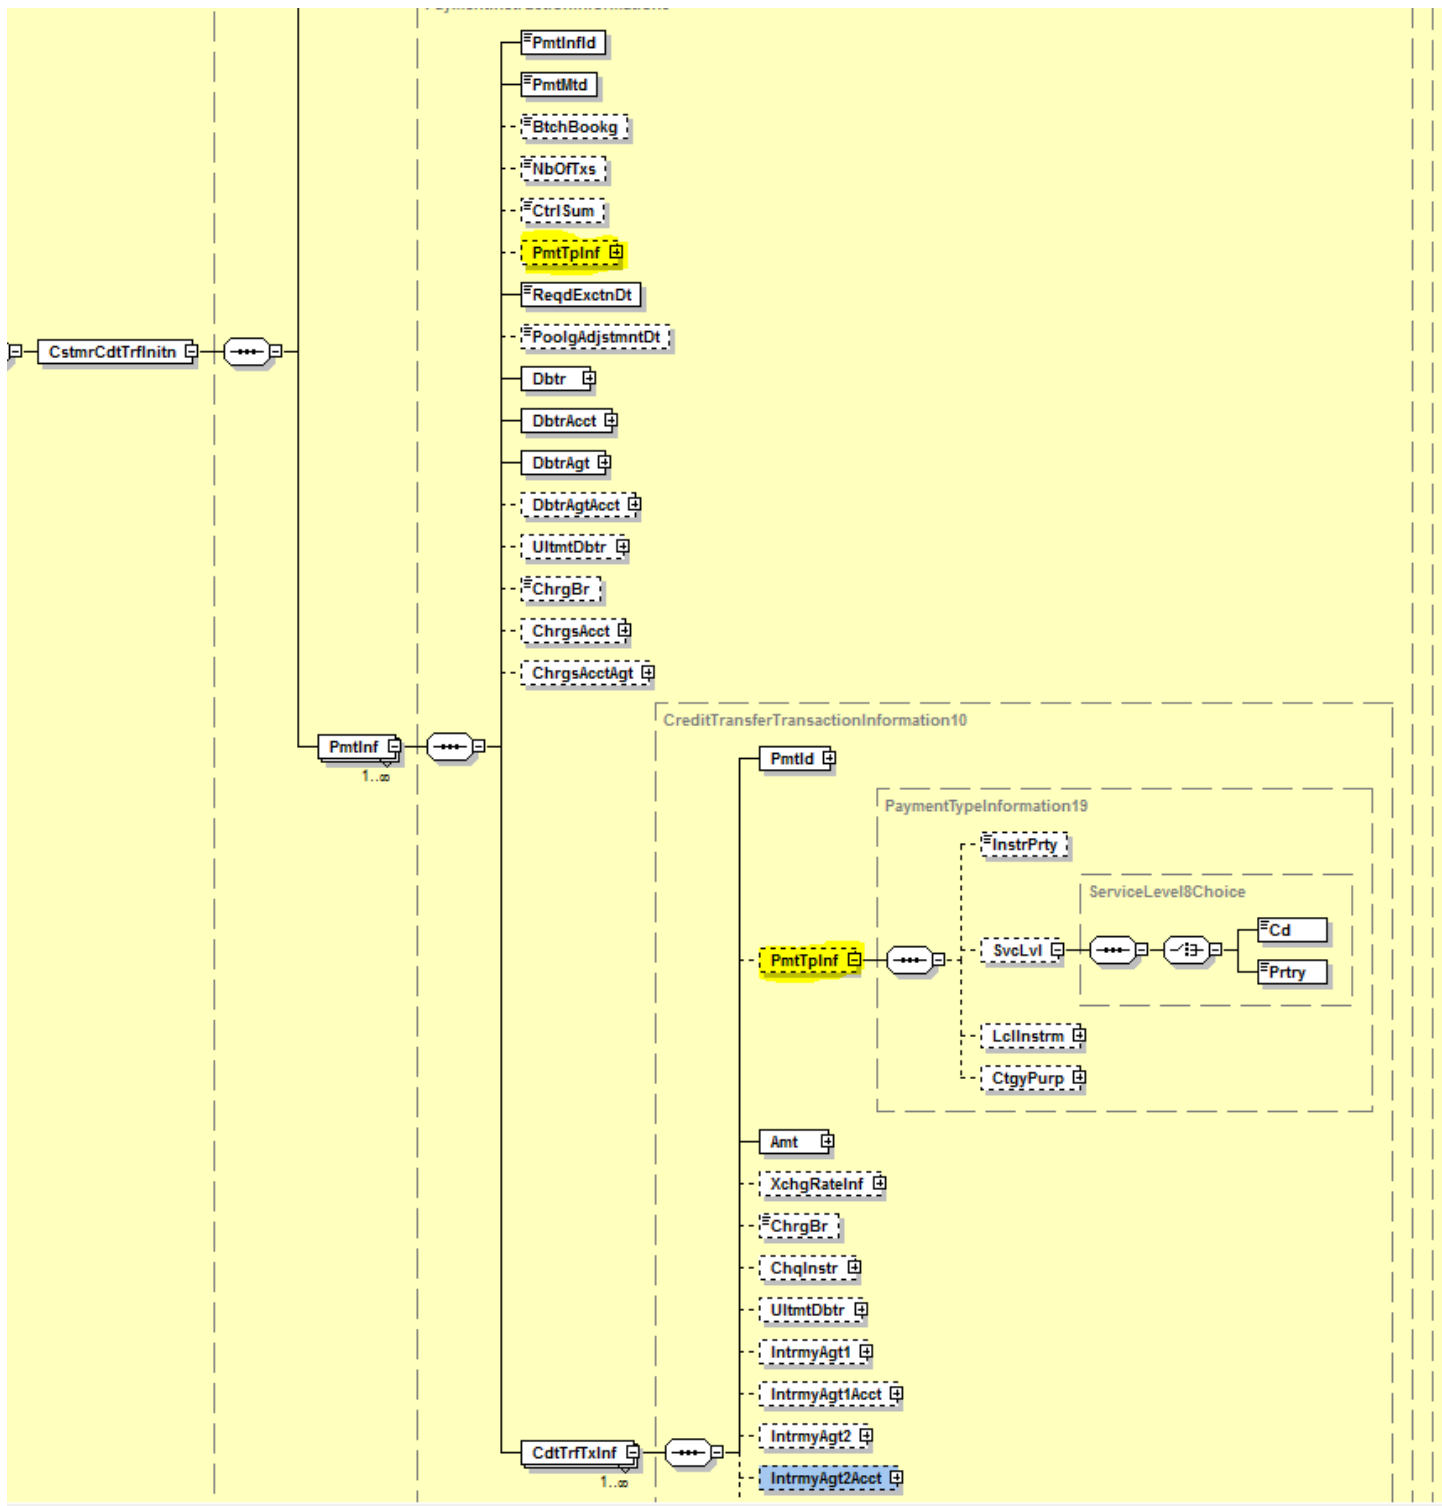 PmtInfId
PmtMtd
BtchBookg
NbOfTxs
CtrlSum
PmtTpInf
ReqdExctnDt
PoolgAdjstmntDt
CstmrCdtTrfInitn
Dbtr
DbtrAcct
DbtrAgt
DbtrAgtAcct
UltmtDbtr
ChrgBr
ChrgsAcct
ChrgsAcctAgt
CreditTransferTransactionInformation10
PmtInf
1..∞
PmtId
PaymentTypeInformation19
InstrPrty
ServiceLevel8Choice
Cd
SvcLvl
PmtTpInf
Prtry
LclInstrm
CtgyPurp
Amt
XchgRateInf
ChrgBr
ChqInstr
UltmtDbtr
IntrmyAgt1
IntrmyAgt1Acct
IntrmyAgt2
CdtTrfTxInf
1..∞
IntrmyAgt2Acct